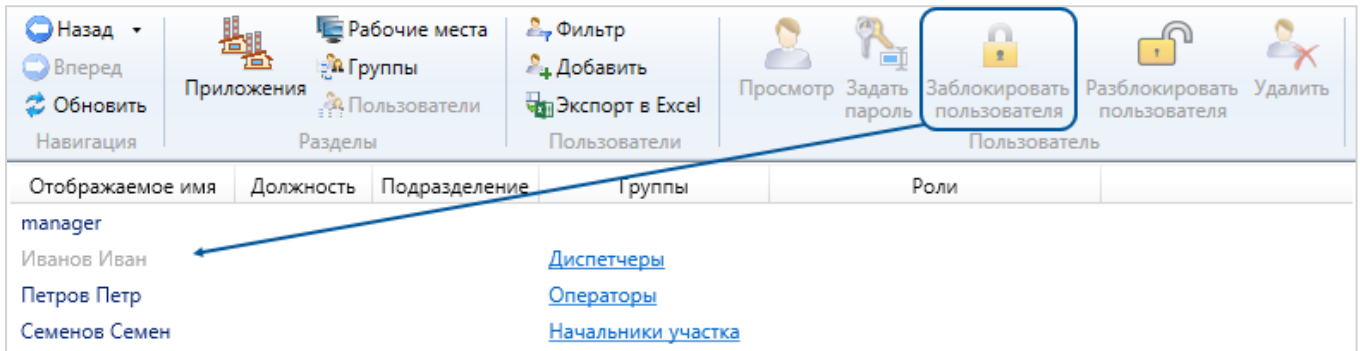 Назад
Вперед
Обновить
Навигация
Приложения
Рабочие места
Группы
Пользователи
Разделы
Фильтр
Добавить
Экспорт в Excel
Пользователи
Просмотр
Задать
пароль
Заблокировать
пользователя
Разблокировать
пользователя
Удалить
Пользователь
Отображаемое имя Должность Подразделение Группы Роли
manager
Иванов Иван Диспетчеры
Петров Петр Операторы
Семенов Семен Начальники участка